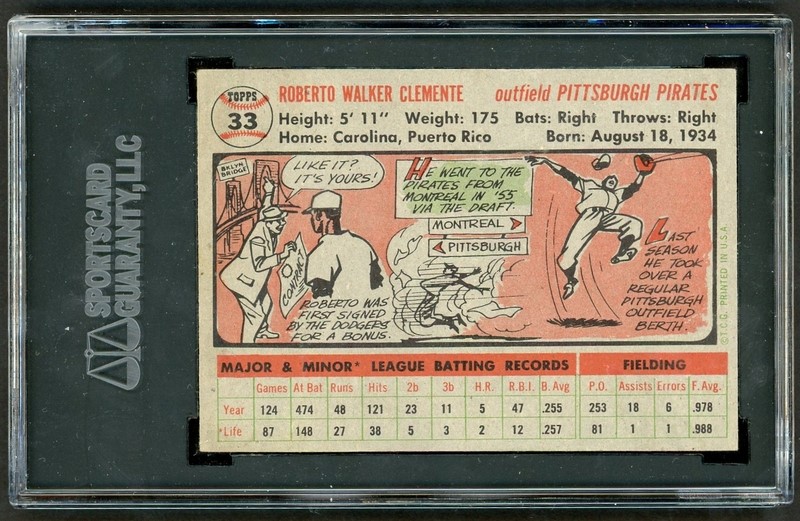 SPORTSCARD
GUARANTY, LLC
TOPPS
33
ROBERTO WALKER CLEMENTE outfield PITTSBURGH PIRATES
Height: 5' 11" Weight: 175 Bats: Right Throws: Right
Home: Carolina, Puerto Rico Born: August 18, 1934
BKLYN
BRIDGE
LIKE IT?
IT'S YOURS!
CONTRACT
ROBERTO WAS
FIRST SIGNED
BY THE DODGERS
FOR A BONUS.
HE WENT TO THE
PIRATES FROM
MONTREAL IN '55
VIA THE DRAFT.
MONTREAL
PITTSBURGH
LAST
SEASON
HE TOOK
OVER A
REGULAR
PITTSBURGH
OUTFIELD
BERTH.
© T.C.G. PRINTED IN U.S.A.
MAJOR & MINOR* LEAGUE BATTING RECORDS FIELDING
Games At Bat Runs Hits 2b 3b H.R. R.B.I. B. Avg P.O. Assists Errors F. Avg.
Year 124 474 48 121 23 11 5 47 .255 253 18 6 .978
*Life 87 148 27 38 5 3 2 12 .257 81 1 1 .988